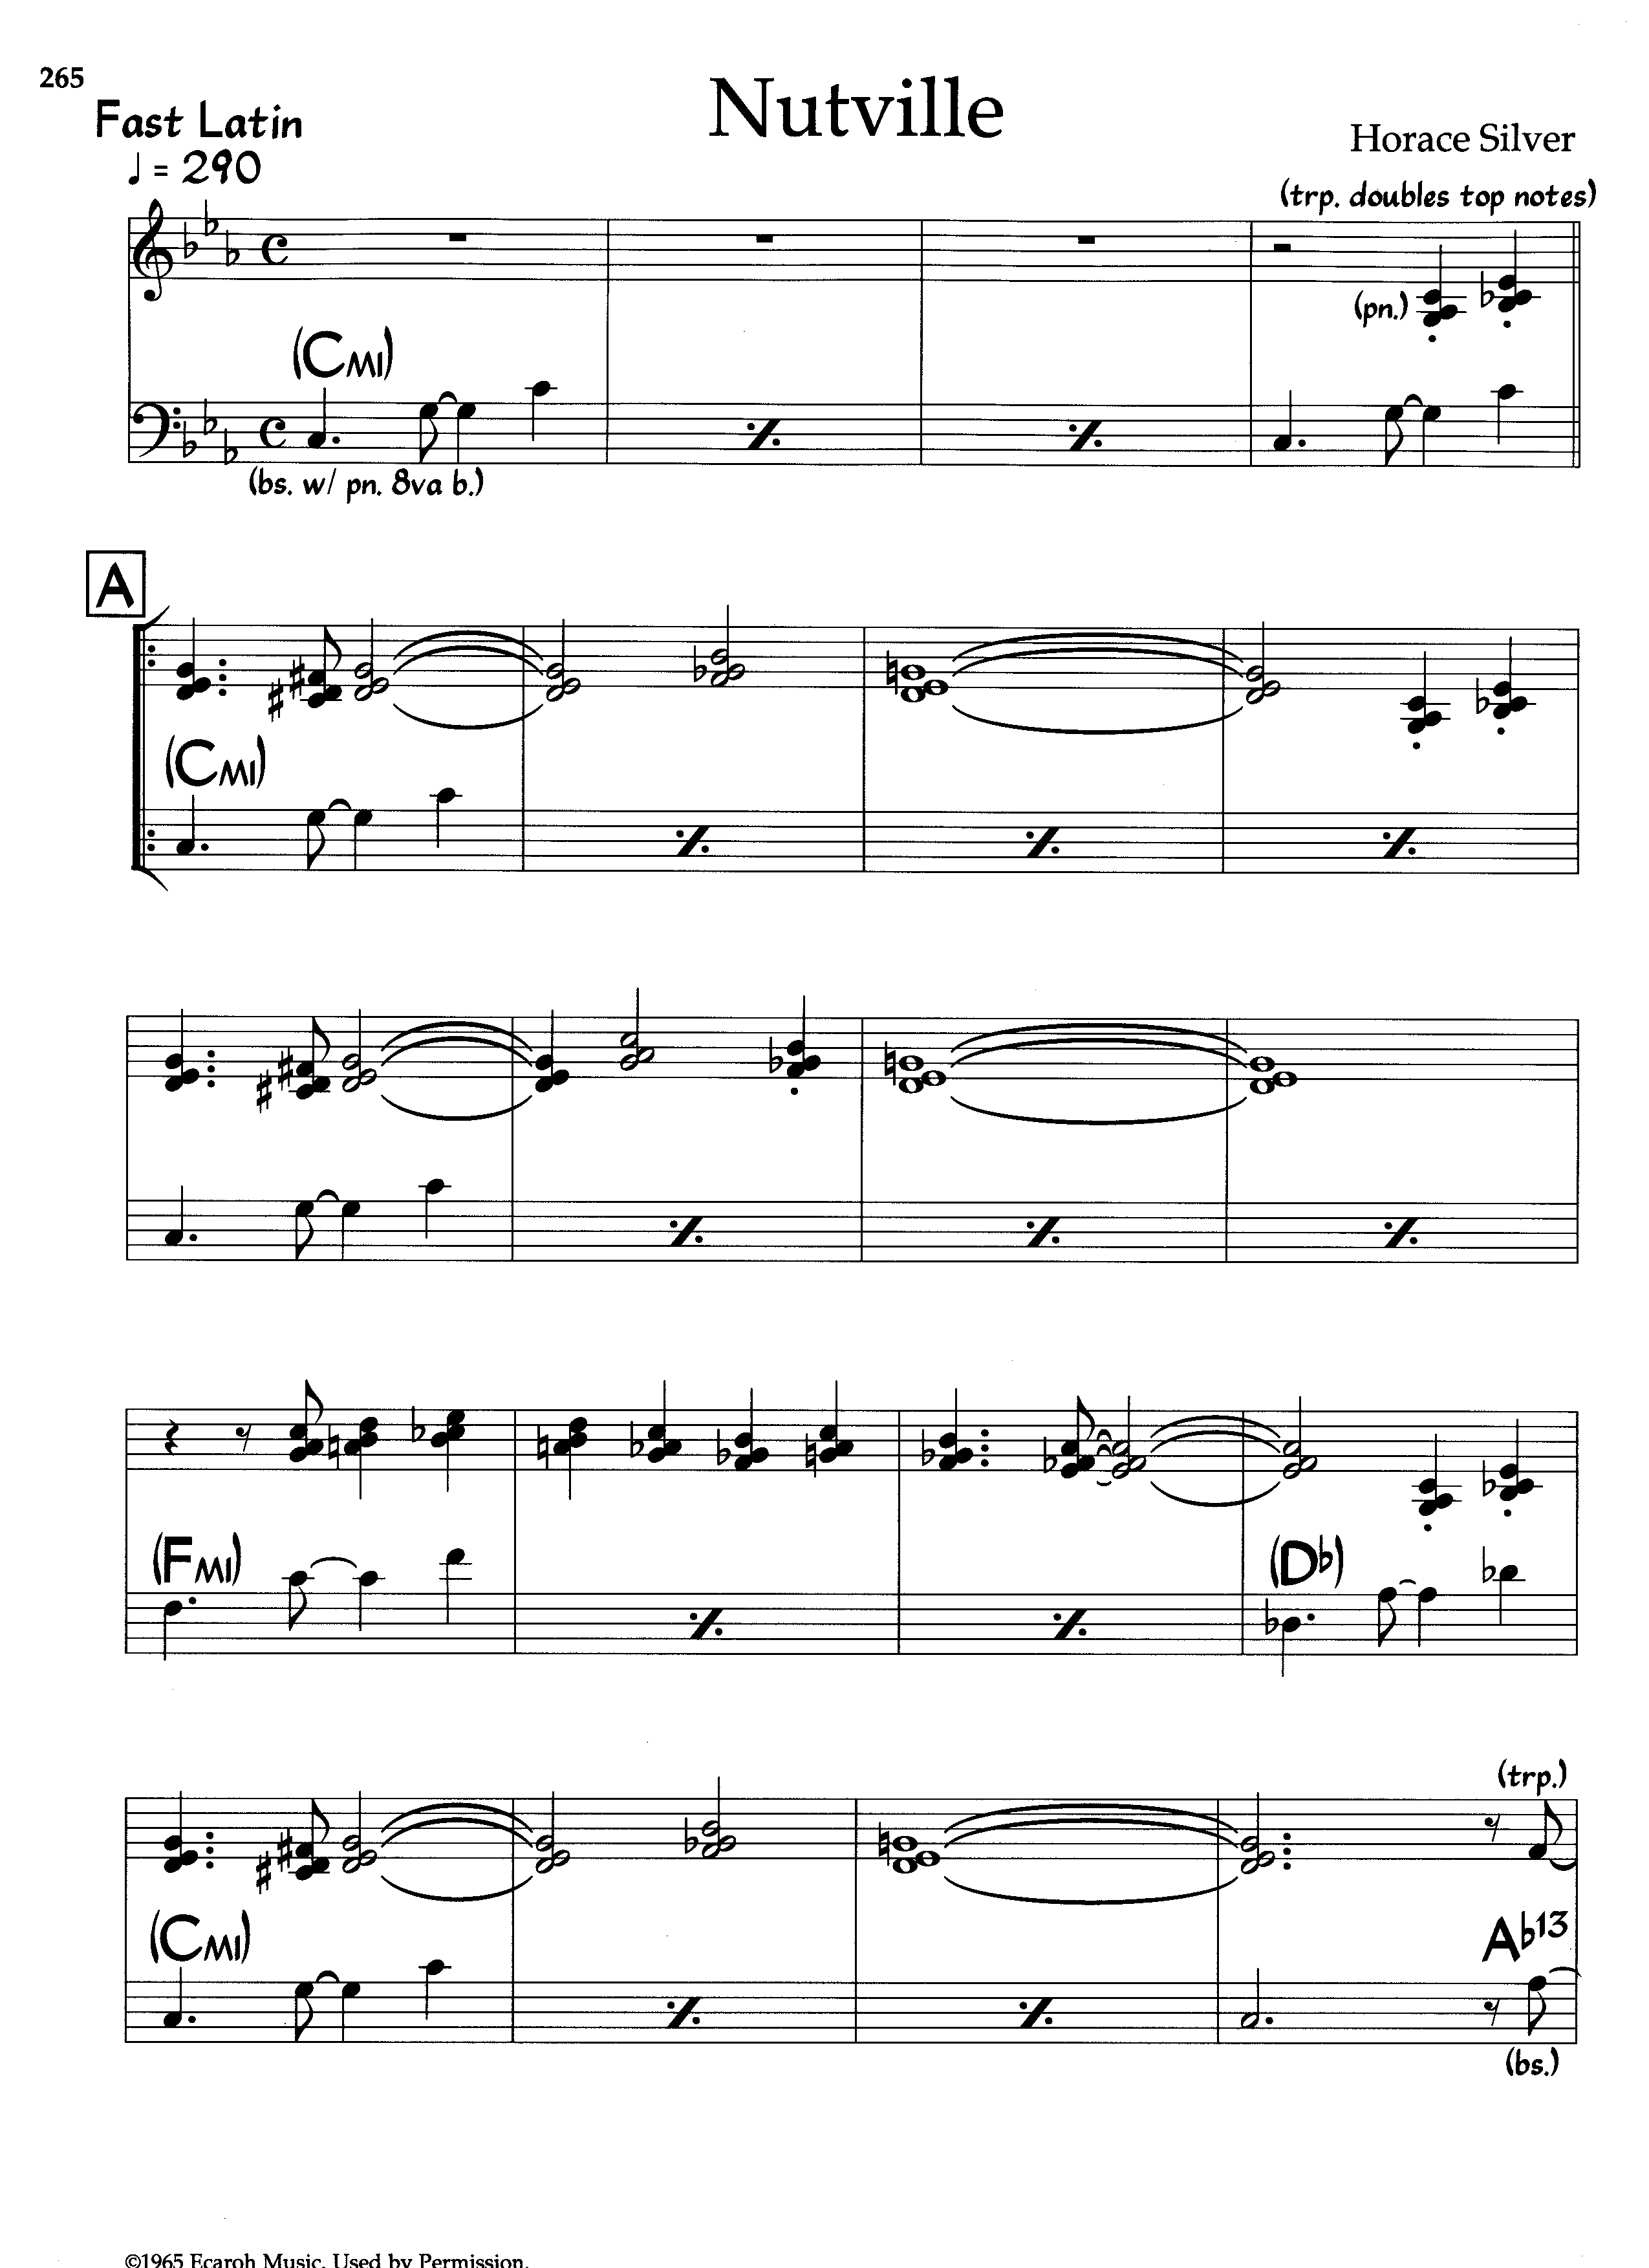 265
Nutville
Fast Latin
♩ = 290
Horace Silver
(trp. doubles top notes)
(pn.)
(CMI)
(bs. w/ pn. 8va b.)
A
(CMI)
(FMI)
(D♭)
(trp.)
(CMI)
A♭13
(bs.)
©1965 Ecaroh Music. Used by Permission.